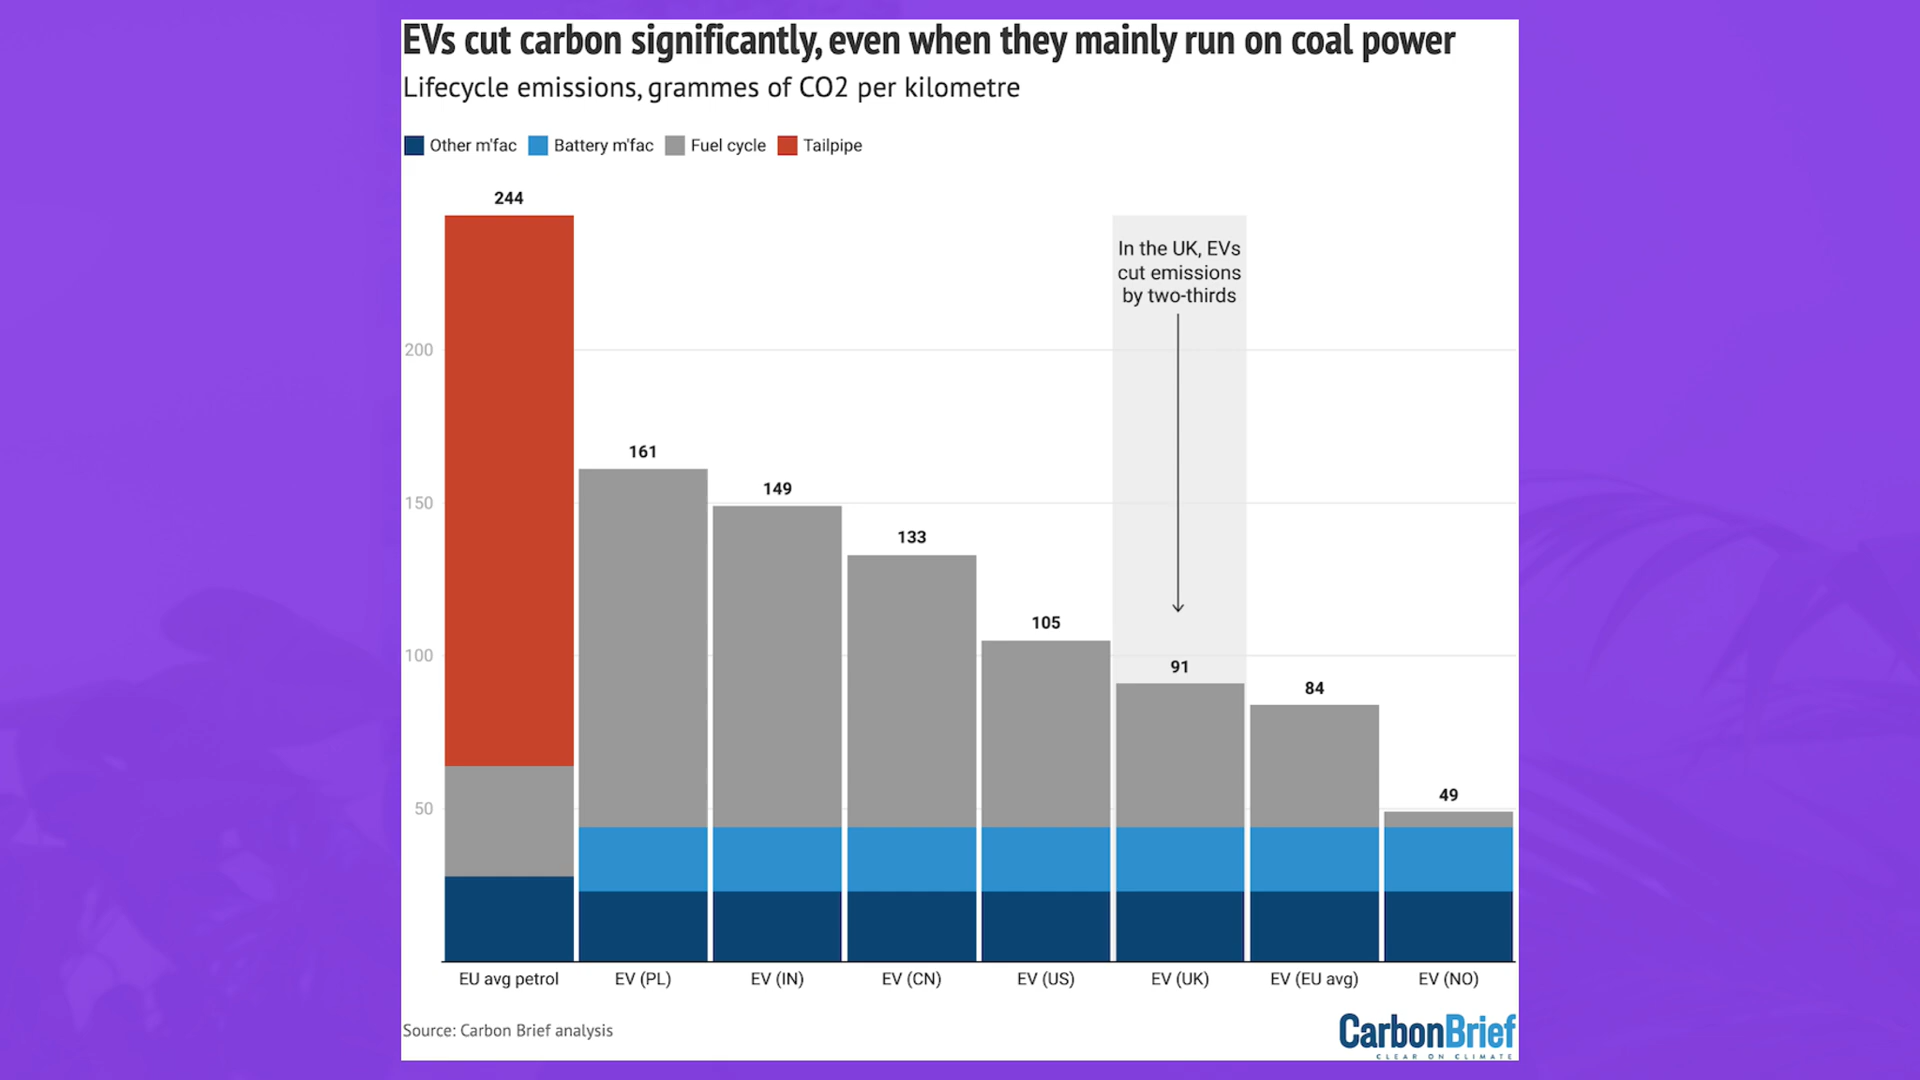 EVs cut carbon significantly, even when they mainly run on coal power
Lifecycle emissions, grammes of CO2 per kilometre
Other m'fac Battery m'fac Fuel cycle Tailpipe
244
In the UK, EVs
cut emissions
by two-thirds
200
161
150
149
133
105
100
91
84
50
49
EU avg petrol EV (PL) EV (IN) EV (CN) EV (US) EV (UK) EV (EU avg) EV (NO)
Source: Carbon Brief analysis
CarbonBrief
CLEAR ON CLIMATE